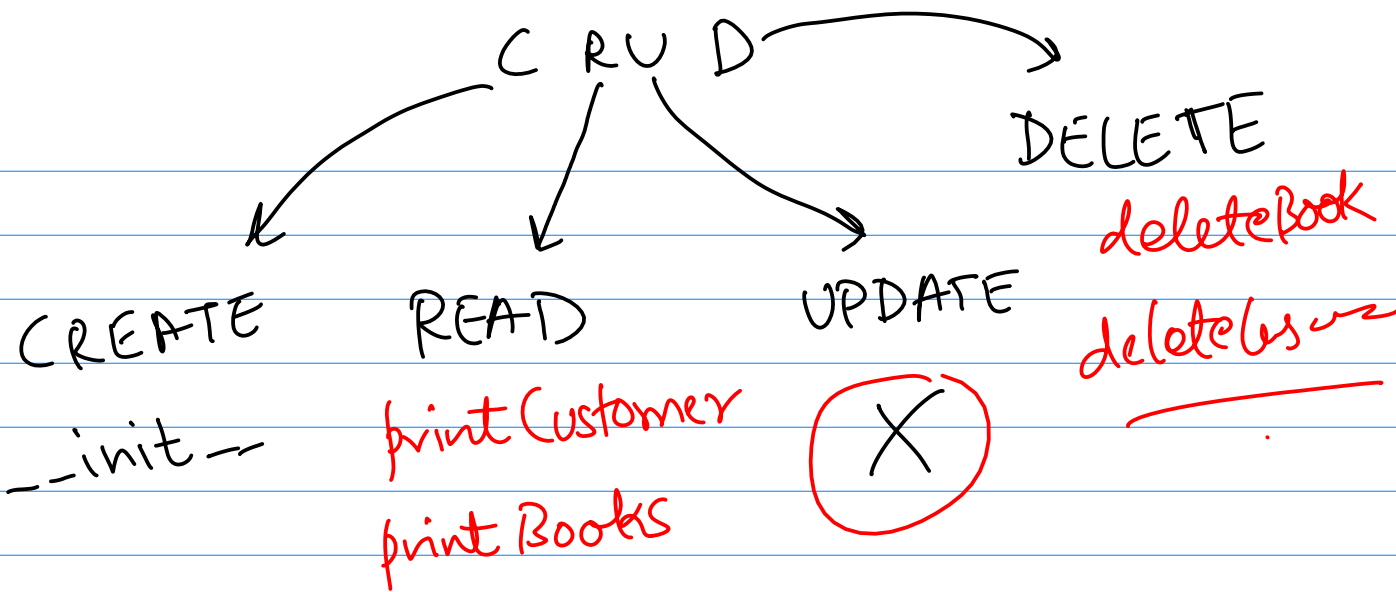 C R U D
DELETE
deleteBook
CREATE
READ
UPDATE
__init__
printCustomer
X
printBooks